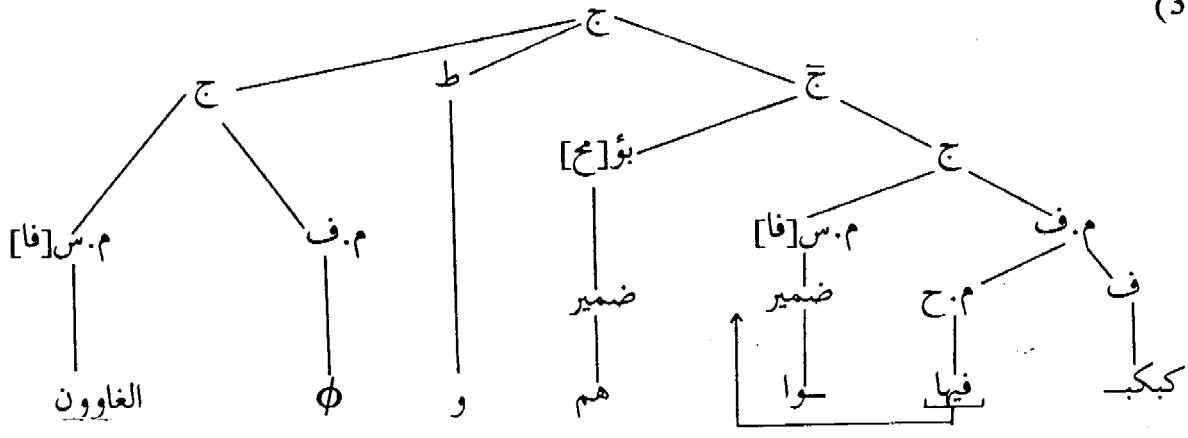 (3
ج
ج̄ ط ج
ج بؤ[مح]
م.ف م.س[فا] م.ف م.س[فا]
ف م.ح ضمير ضمير
كبكبـ فيها ـوا هم و ϕ الغاوون